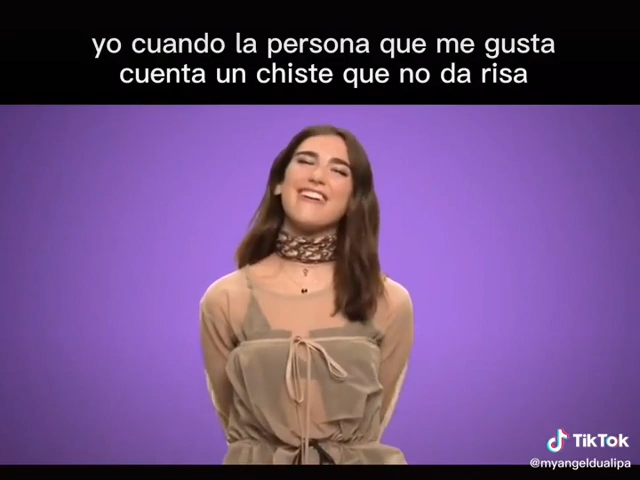 yo cuando la persona que me gusta
cuenta un chiste que no da risa
TikTok
@myangeldualipa